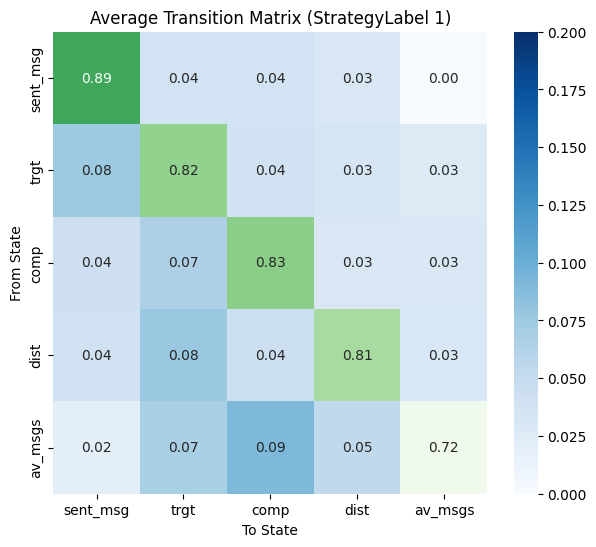 Average Transition Matrix (StrategyLabel 1)
From State
sent_msg 0.89 0.04 0.04 0.03 0.00
trgt 0.08 0.82 0.04 0.03 0.03
comp 0.04 0.07 0.83 0.03 0.03
dist 0.04 0.08 0.04 0.81 0.03
av_msgs 0.02 0.07 0.09 0.05 0.72
sent_msg trgt comp dist av_msgs
To State
0.200
0.175
0.150
0.125
0.100
0.075
0.050
0.025
0.000